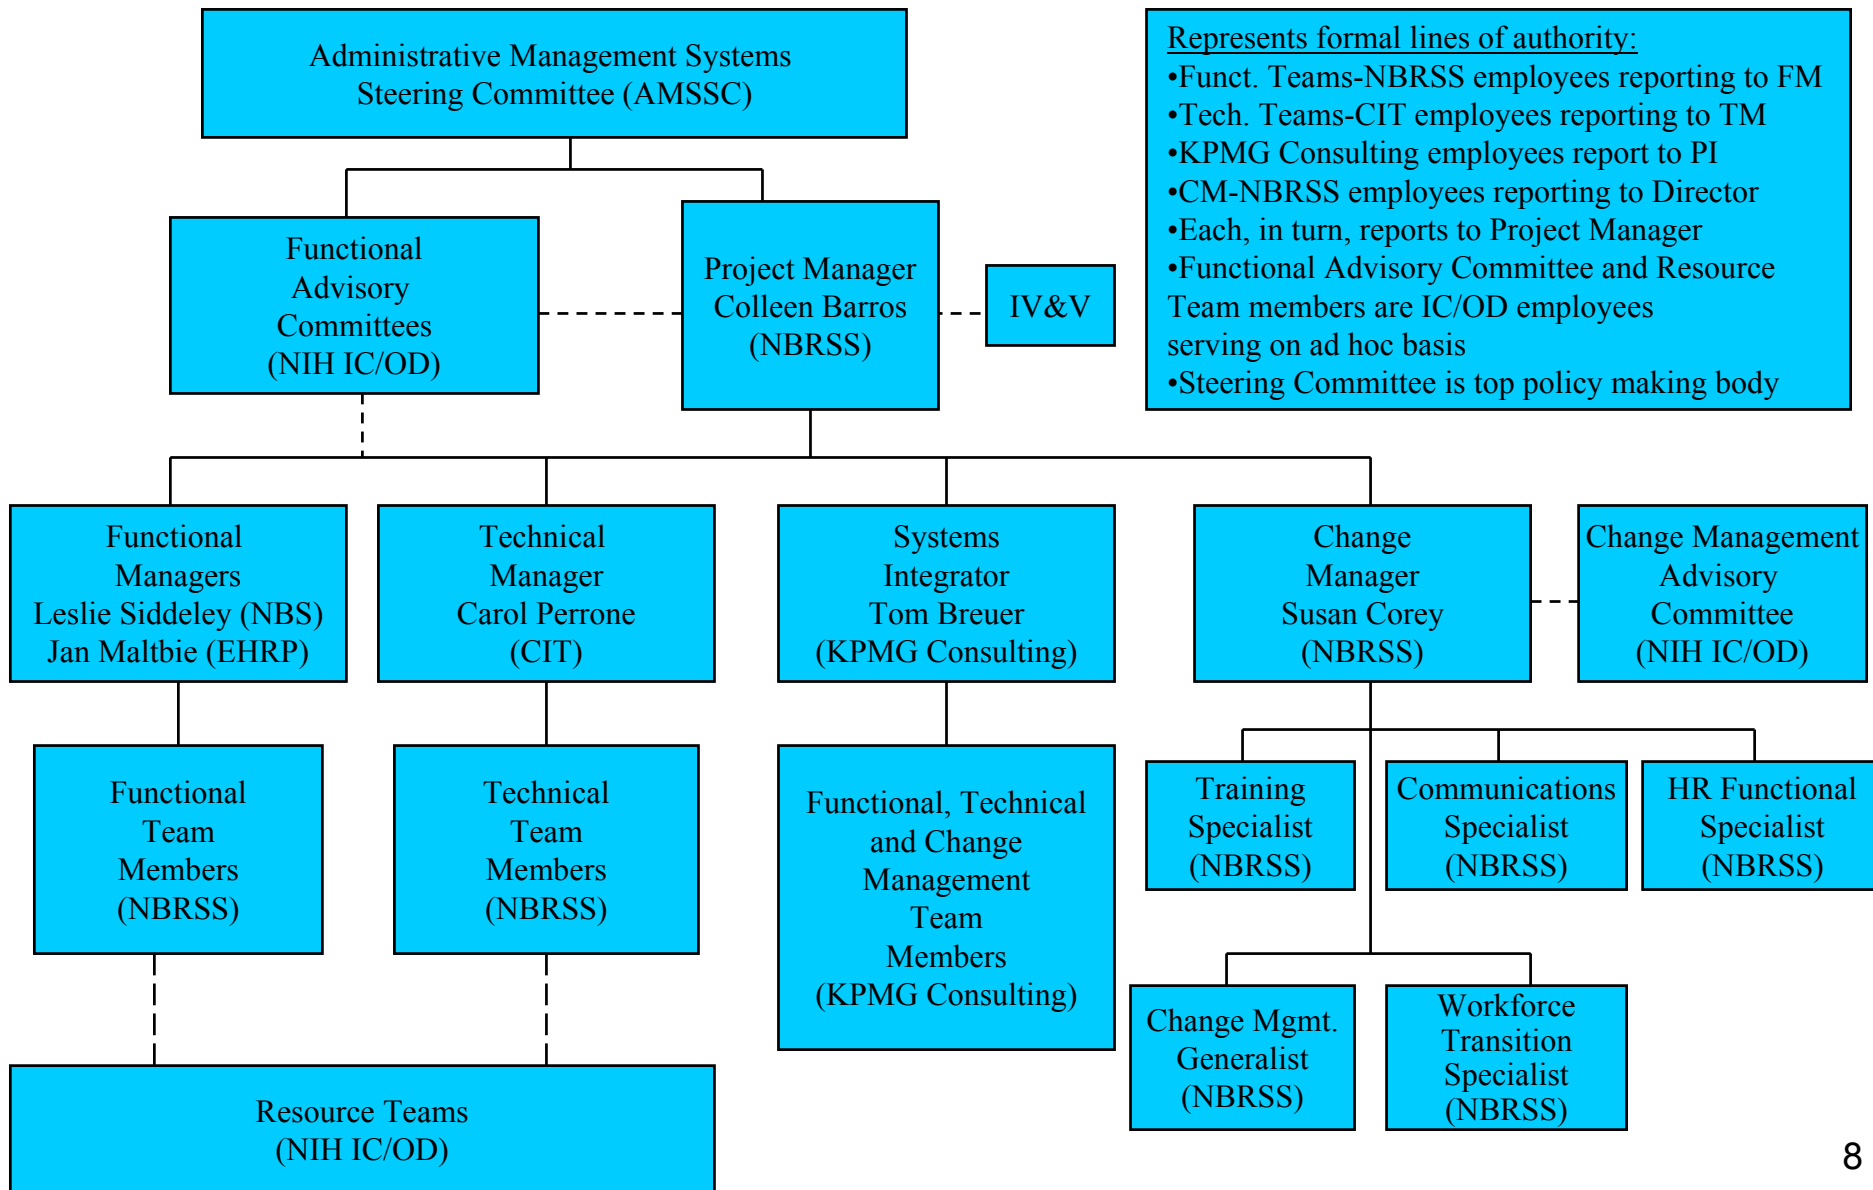 Administrative Management Systems
Steering Committee (AMSSC)
Represents formal lines of authority:
•Funct. Teams-NBRSS employees reporting to FM
•Tech. Teams-CIT employees reporting to TM
•KPMG Consulting employees report to PI
•CM-NBRSS employees reporting to Director
•Each, in turn, reports to Project Manager
•Functional Advisory Committee and Resource
Team members are IC/OD employees
serving on ad hoc basis
•Steering Committee is top policy making body
Functional
Advisory
Committees
(NIH IC/OD)
Project Manager
Colleen Barros
(NBRSS)
IV&V
Functional
Managers
Leslie Siddeley (NBS)
Jan Maltbie (EHRP)
Technical
Manager
Carol Perrone
(CIT)
Systems
Integrator
Tom Breuer
(KPMG Consulting)
Change
Manager
Susan Corey
(NBRSS)
Change Management
Advisory
Committee
(NIH IC/OD)
Functional
Team
Members
(NBRSS)
Technical
Team
Members
(NBRSS)
Functional, Technical
and Change
Management
Team
Members
(KPMG Consulting)
Training
Specialist
(NBRSS)
Communications
Specialist
(NBRSS)
HR Functional
Specialist
(NBRSS)
Change Mgmt.
Generalist
(NBRSS)
Workforce
Transition
Specialist
(NBRSS)
Resource Teams
(NIH IC/OD)
8